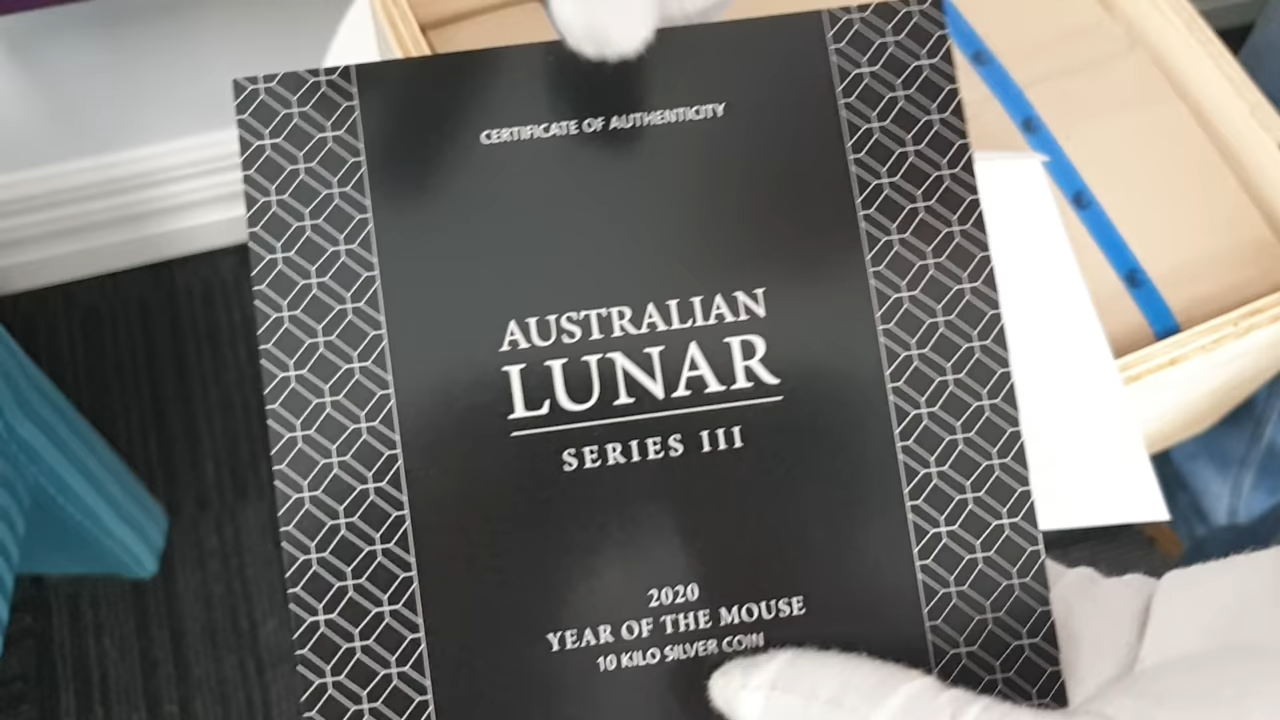 CERTIFICATE OF AUTHENTICITY
AUSTRALIAN
LUNAR
SERIES III
2020
YEAR OF THE MOUSE
10 KILO SILVER COIN